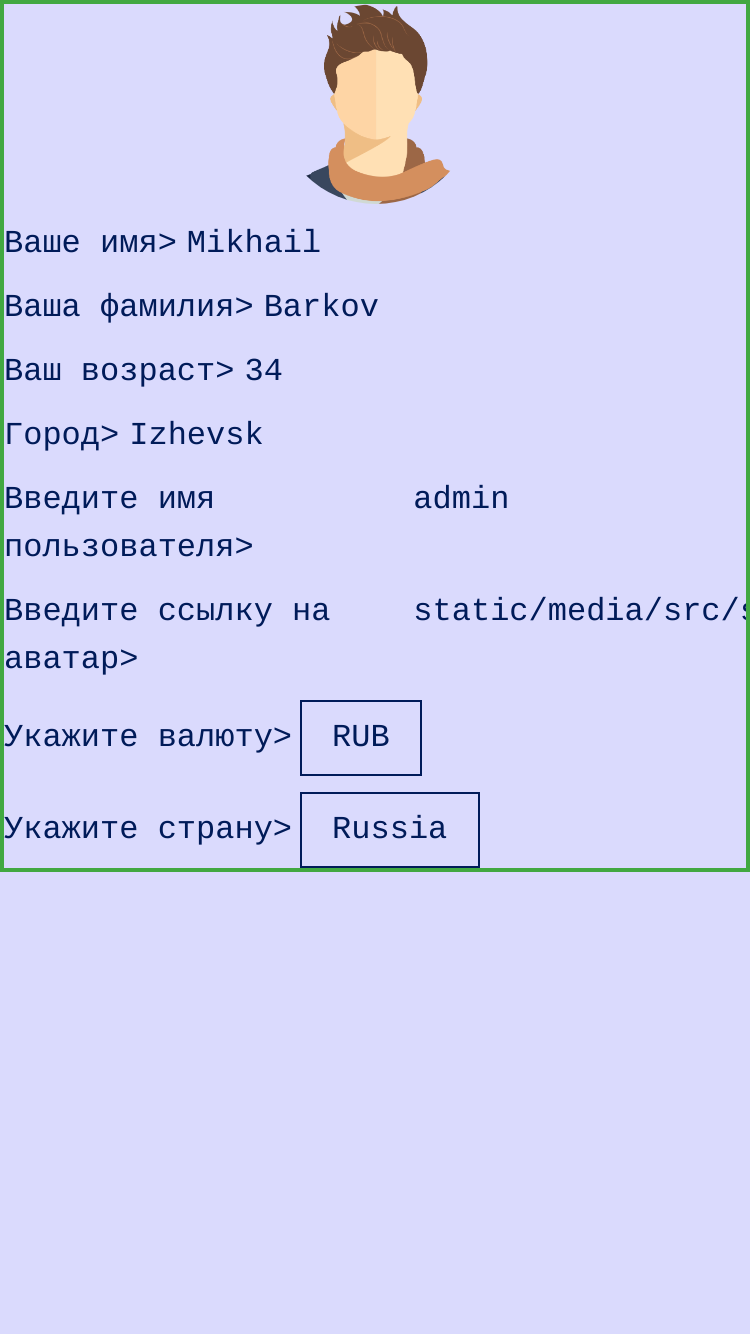 Ваше имя> Mikhail
Ваша фамилия> Barkov
Ваш возраст> 34
Город> Izhevsk
Введите имя пользователя> admin
Введите ссылку на аватар> static/media/src/s
Укажите валюту> RUB
Укажите страну> Russia